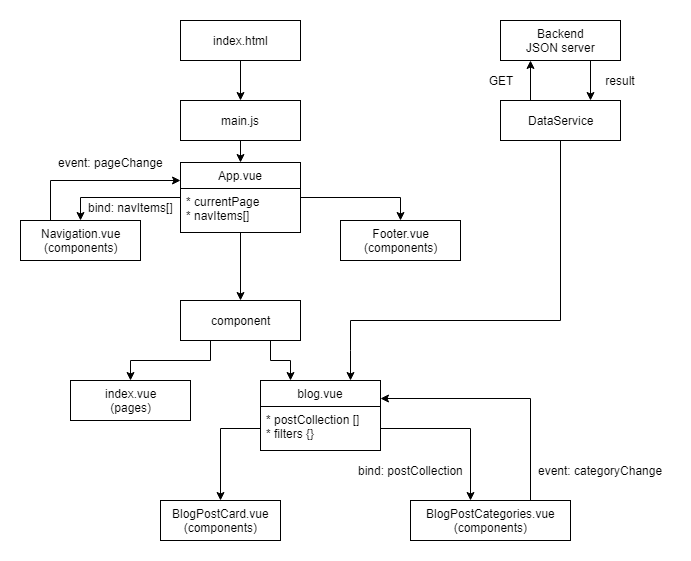 index.html
Backend
JSON server
GET
result
main.js
DataService
event: pageChange
App.vue
* currentPage
* navItems[]
bind: navItems[]
Navigation.vue
(components)
Footer.vue
(components)
component
index.vue
(pages)
blog.vue
* postCollection []
* filters {}
bind: postCollection
event: categoryChange
BlogPostCard.vue
(components)
BlogPostCategories.vue
(components)